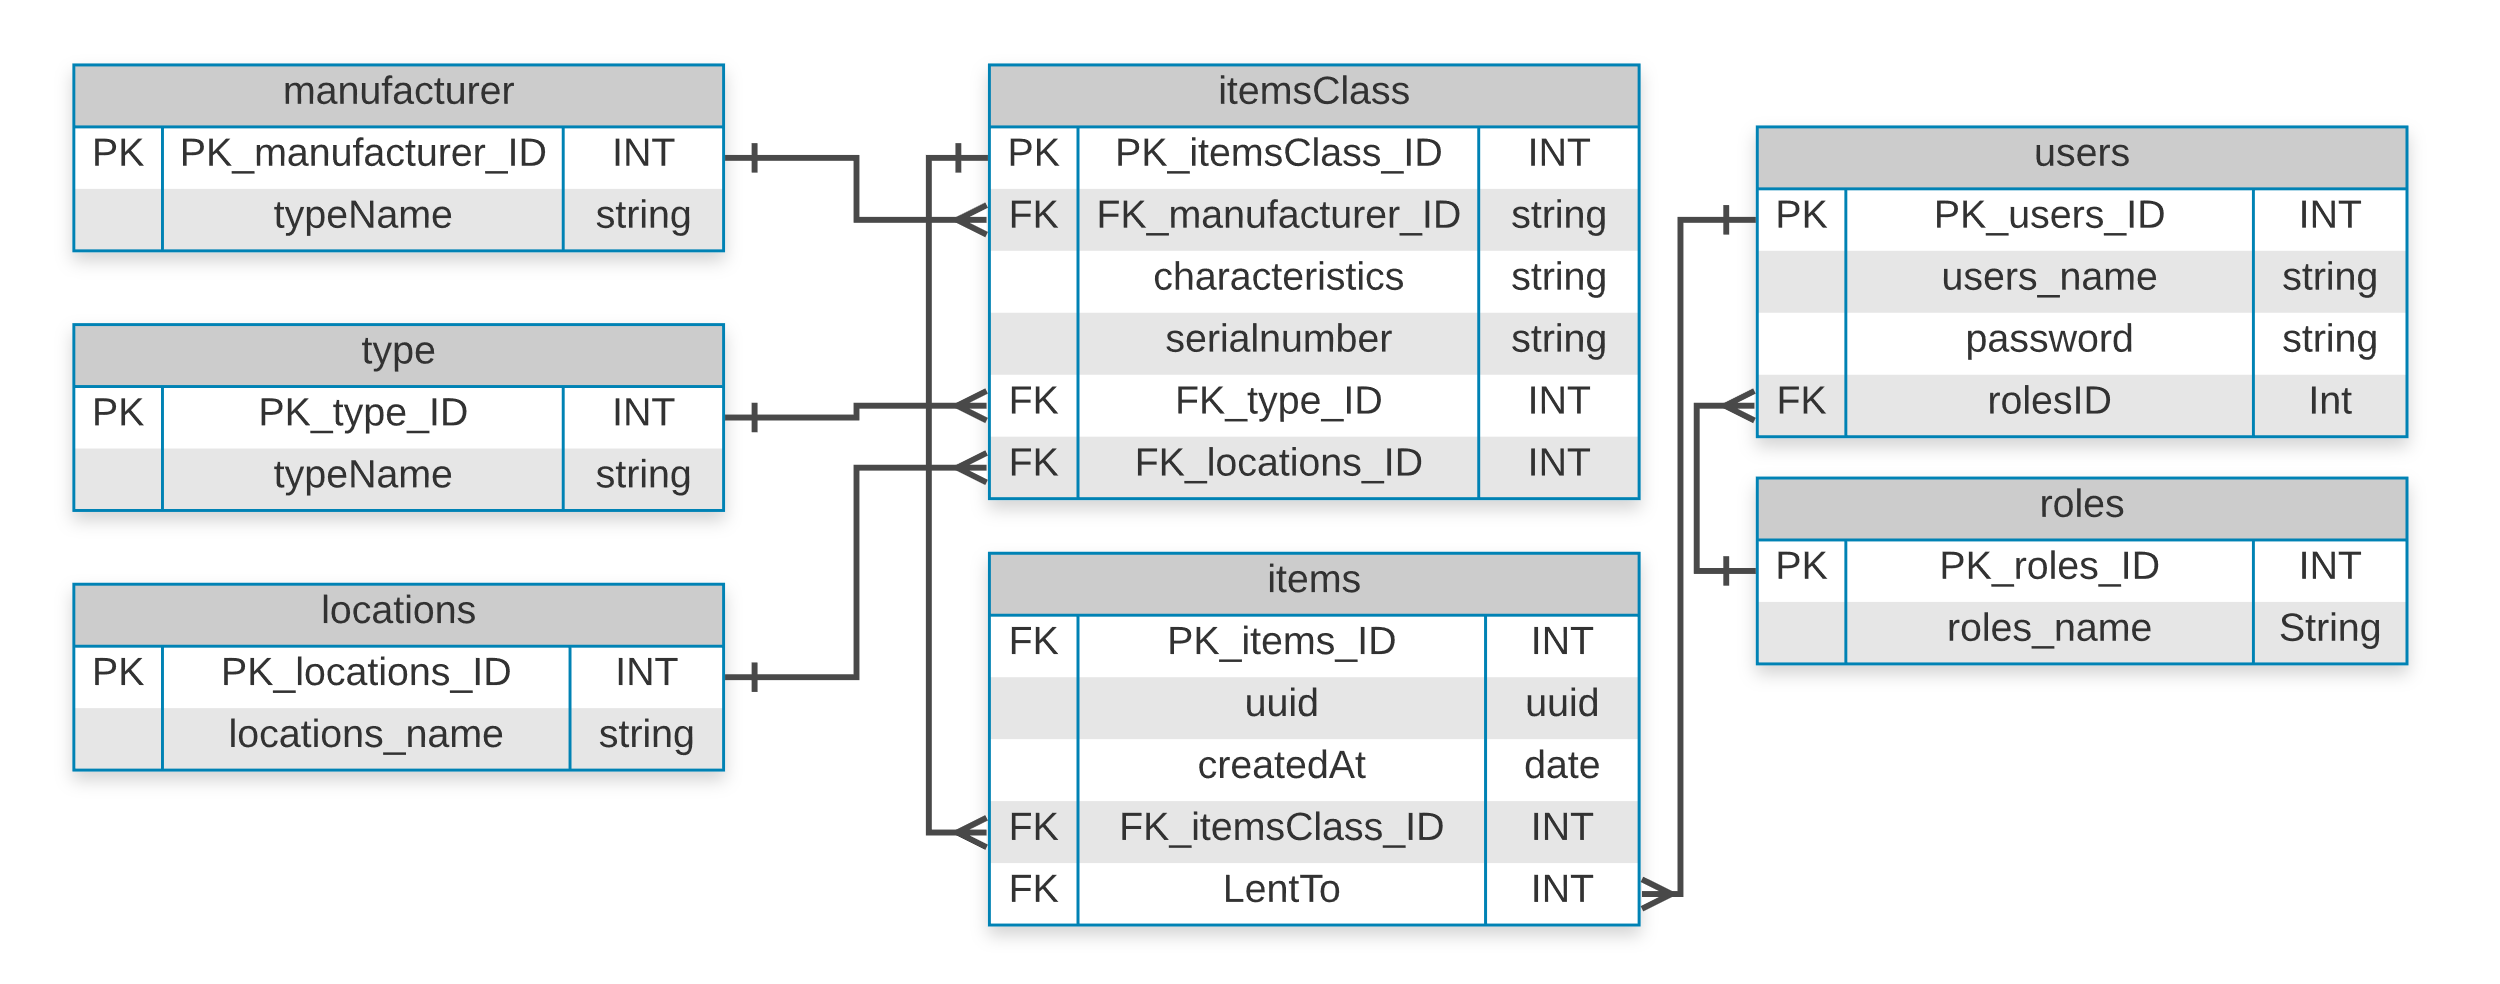 manufacturer
PK PK_manufacturer_ID INT
typeName string
type
PK PK_type_ID INT
typeName string
locations
PK PK_locations_ID INT
locations_name string
itemsClass
PK PK_itemsClass_ID INT
FK FK_manufacturer_ID string
characteristics string
serialnumber string
FK FK_type_ID INT
FK FK_locations_ID INT
items
FK PK_items_ID INT
uuid uuid
createdAt date
FK FK_itemsClass_ID INT
FK LentTo INT
users
PK PK_users_ID INT
users_name string
password string
FK rolesID Int
roles
PK PK_roles_ID INT
roles_name String